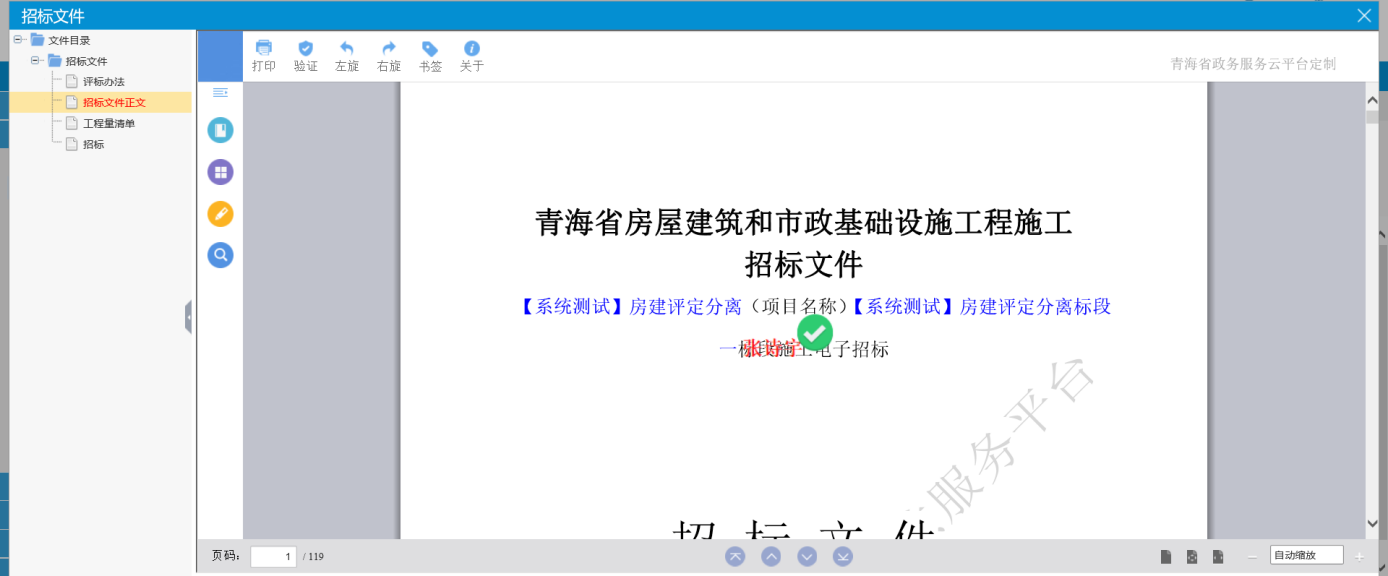 招标文件
文件目录
招标文件
评标办法
招标文件正文
工程量清单
招标
打印 验证 左旋 右旋 书签 关于
青海省政务服务云平台定制
青海省房屋建筑和市政基础设施工程施工
招标文件
【系统测试】房建评定分离（项目名称）【系统测试】房建评定分离标段
一标段施工电子招标
服务平台
招标文件
页码： 1 / 119
自动缩放